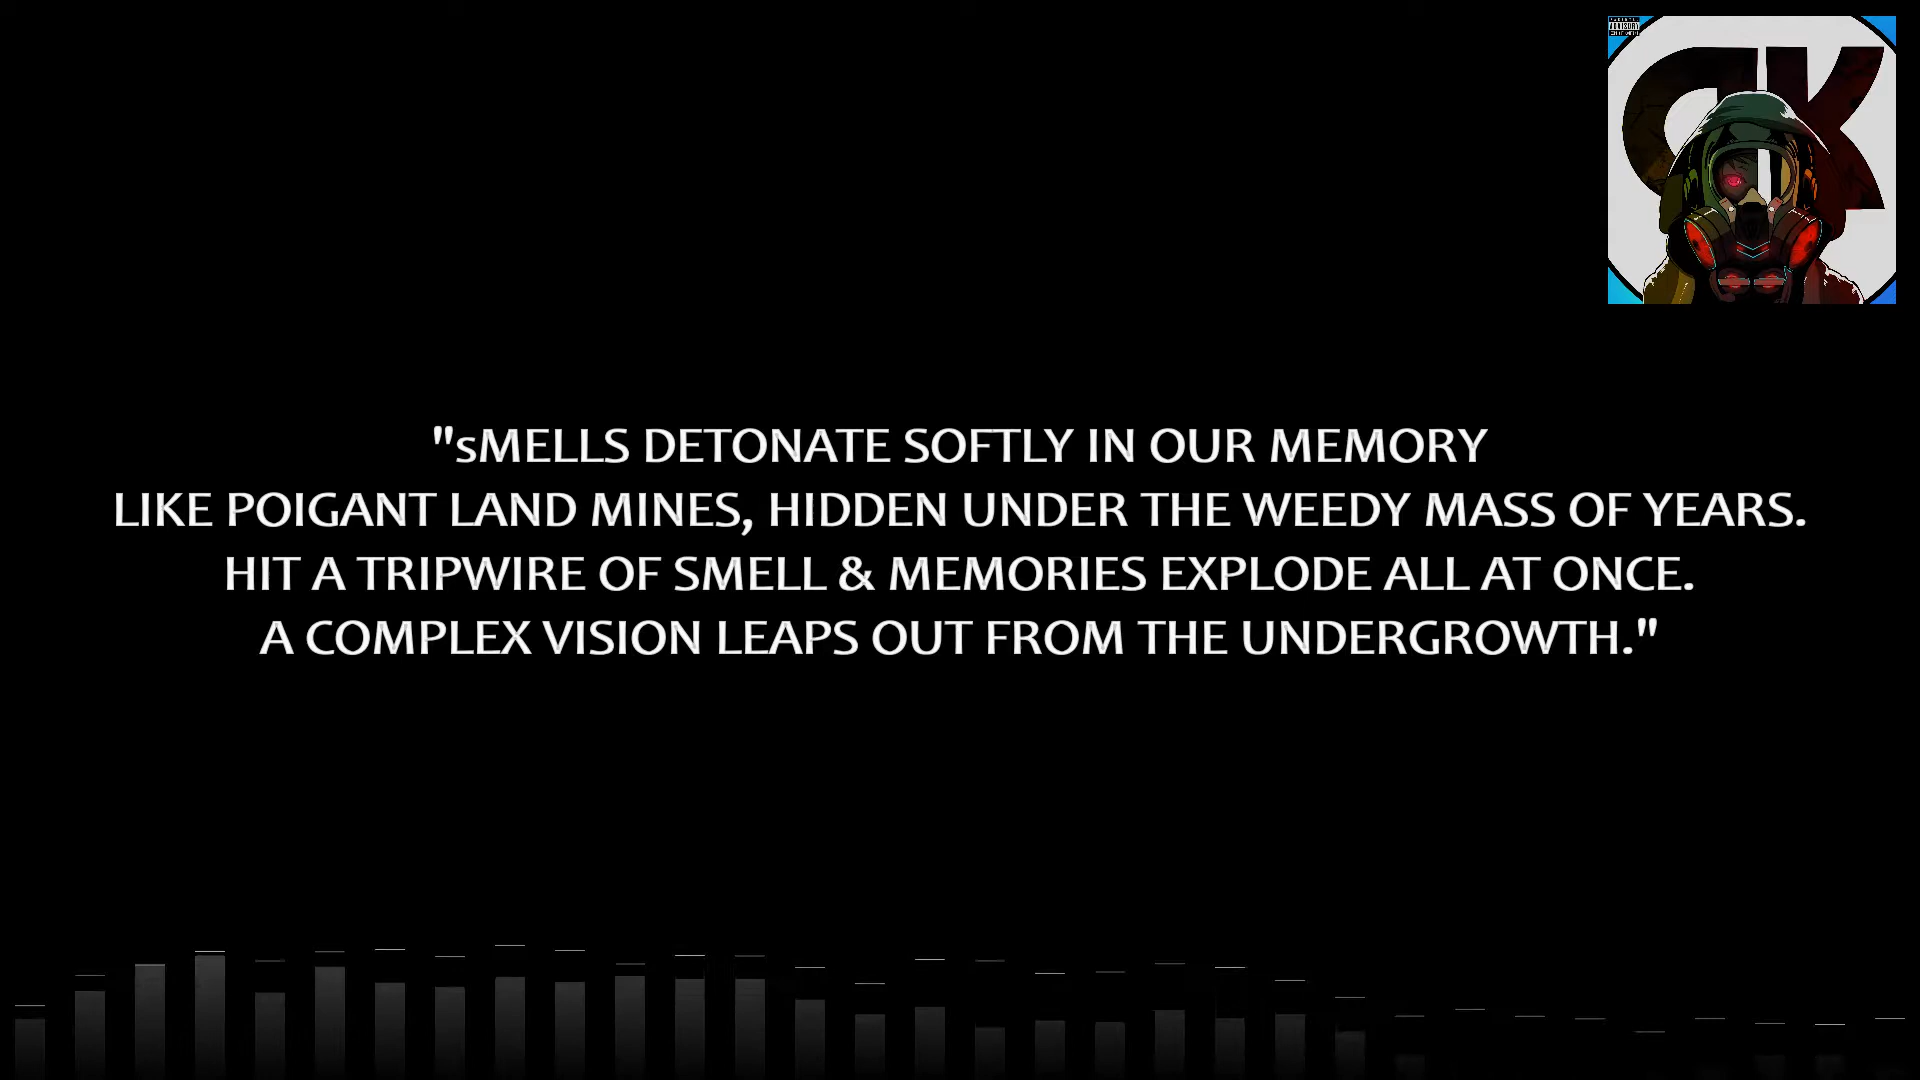 "sMELLS DETONATE SOFTLY IN OUR MEMORY
LIKE POIGANT LAND MINES, HIDDEN UNDER THE WEEDY MASS OF YEARS.
HIT A TRIPWIRE OF SMELL & MEMORIES EXPLODE ALL AT ONCE.
A COMPLEX VISION LEAPS OUT FROM THE UNDERGROWTH."
ADVISORY